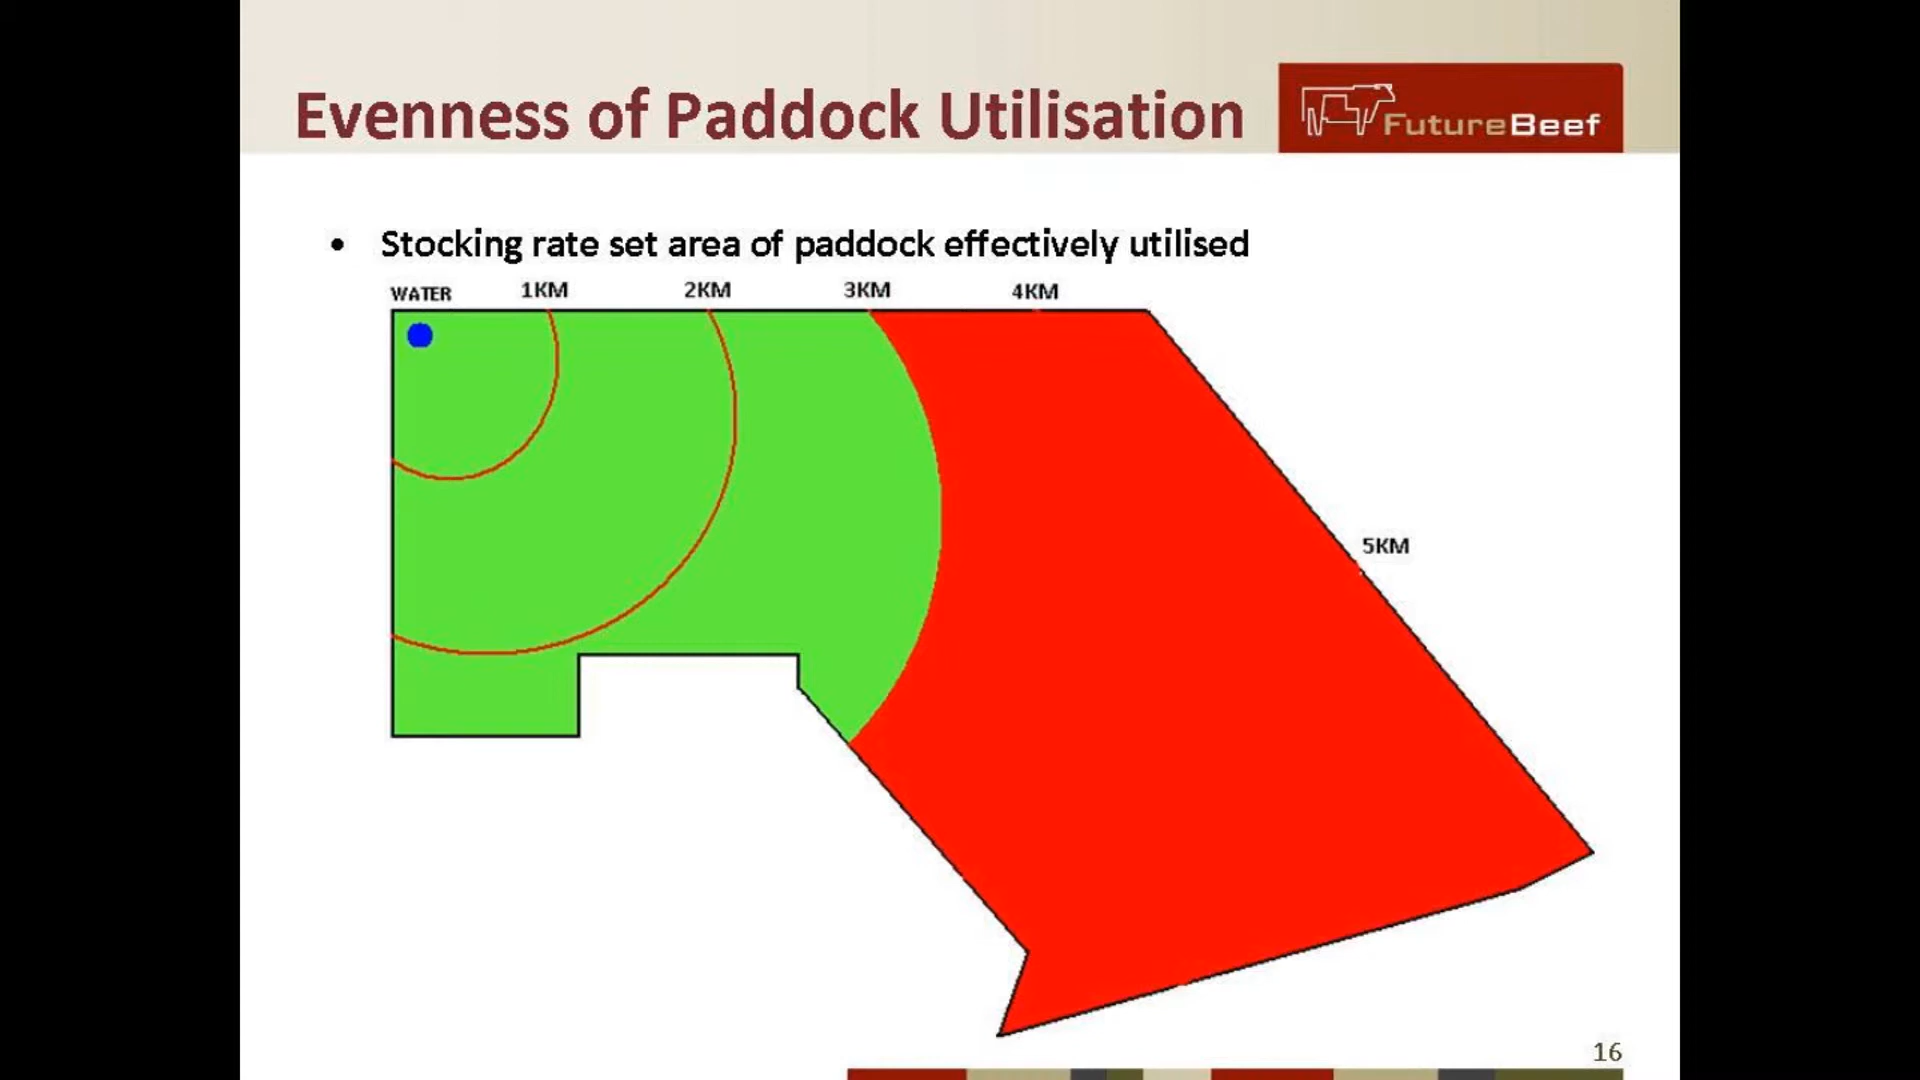 Evenness of Paddock Utilisation
FutureBeef
• Stocking rate set area of paddock effectively utilised
WATER 1KM 2KM 3KM 4KM
5KM
16